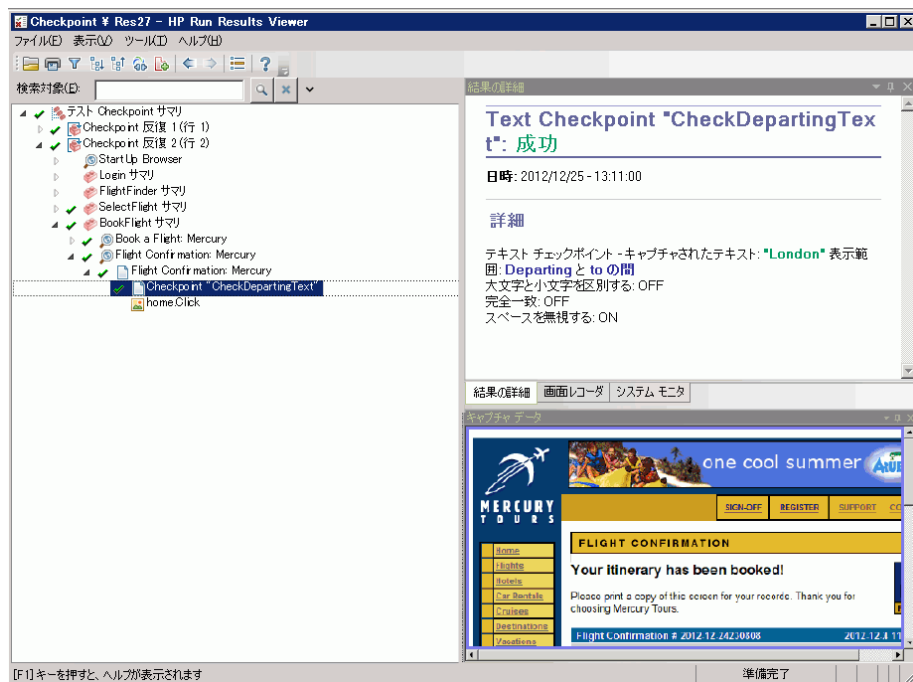 Checkpoint ¥ Res27 - HP Run Results Viewer
ファイル(F) 表示(V) ツール(T) ヘルプ(H)
検索対象(E):
テスト Checkpoint サマリ
Checkpoint 反復 1 (行 1)
Checkpoint 反復 2 (行 2)
StartUp Browser
Login サマリ
FlightFinder サマリ
SelectFlight サマリ
BookFlight サマリ
Book a Flight: Mercury
Flight Confirmation: Mercury
Flight Confirmation: Mercury
Checkpoint "CheckDepartingText"
home.Click
結果の詳細
Text Checkpoint "CheckDepartingTex
t": 成功
日時: 2012/12/25 - 13:11:00
詳細
テキスト チェックポイント - キャプチャされたテキスト: "London" 表示範
囲: Departing と to の間
大文字と小文字を区別する: OFF
完全一致: OFF
スペースを無視する: ON
結果の詳細 画面レコーダ システム モニタ
キャプチャ データ
one cool summer
MERCURY
TOURS
SIGN-OFF REGISTER SUPPORT CO
Home
Flights
Hotels
Car Rentals
Cruises
Destinations
Vacations
FLIGHT CONFIRMATION
Your itinerary has been booked!
Please print a copy of this screen for your records. Thank you for
choosing Mercury Tours.
Flight Confirmation # 2012-12-24230808
[F1] キーを押すと、ヘルプが表示されます 準備完了